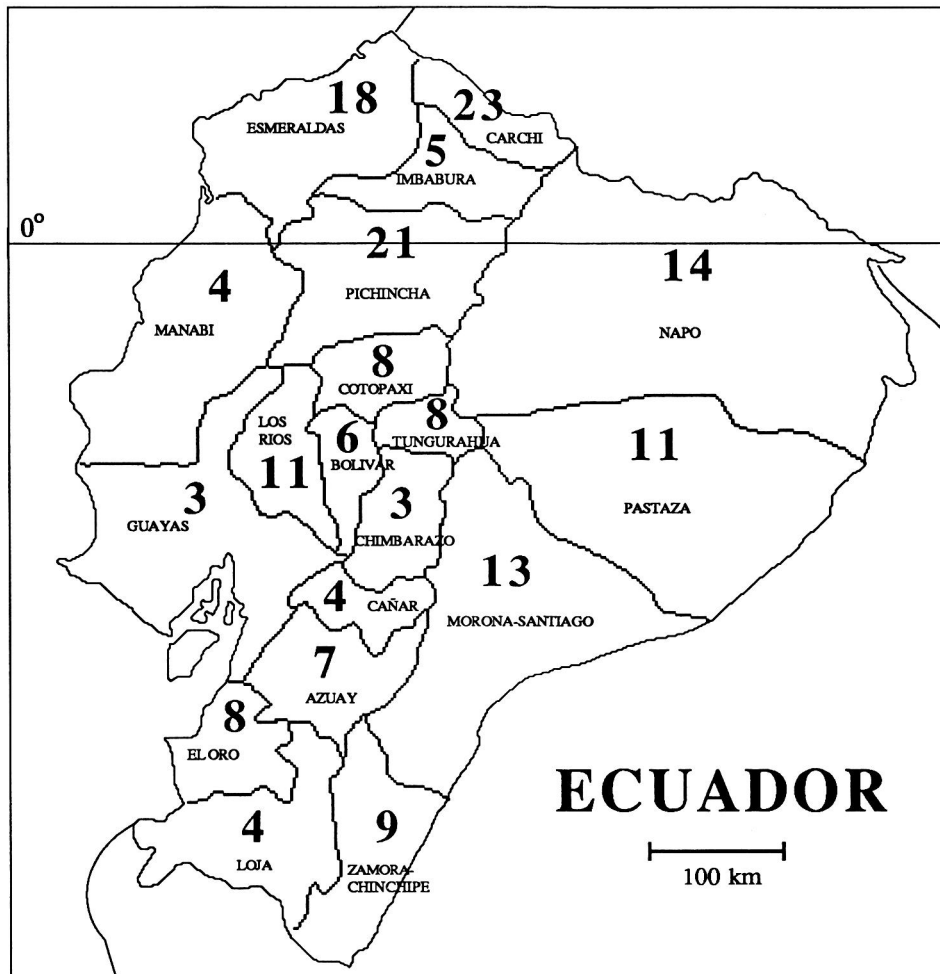 18
ESMERALDAS
23
CARCHI
5
IMBABURA
0°
21
PICHINCHA
4
MANABI
14
NAPO
8
COTOPAXI
LOS
RIOS
11
6
BOLIVAR
8
TUNGURAHUA
11
PASTAZA
3
GUAYAS
3
CHIMBARAZO
13
MORONA-SANTIAGO
4
CAÑAR
7
AZUAY
8
EL ORO
4
LOJA
9
ZAMORA-
CHINCHIPE
ECUADOR
100 km